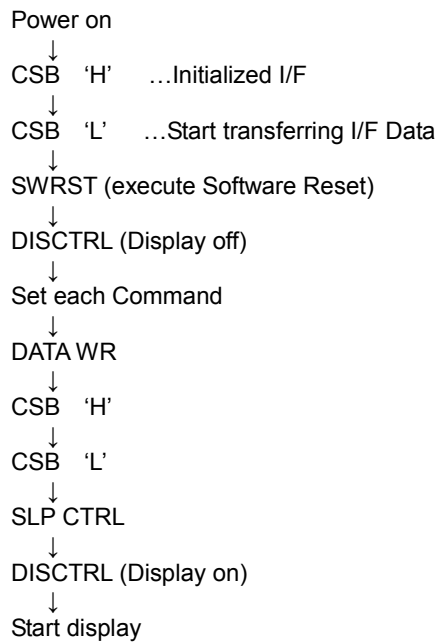 Power on
↓
CSB ‘H’ …Initialized I/F
↓
CSB ‘L’ …Start transferring I/F Data
↓
SWRST (execute Software Reset)
↓
DISCTRL (Display off)
↓
Set each Command
↓
DATA WR
↓
CSB ‘H’
↓
CSB ‘L’
↓
SLP CTRL
↓
DISCTRL (Display on)
↓
Start display